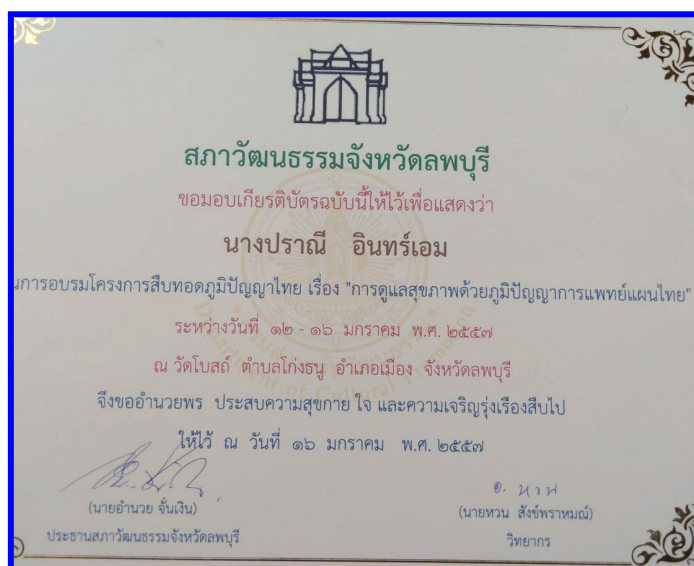 สภาวัฒนธรรมจังหวัดลพบุรี
ขอมอบเกียรติบัตรฉบับนี้ให้ไว้เพื่อแสดงว่า
นางปราณี อินทร์เอม
นการอบรมโครงการสืบทอดภูมิปัญญาไทย เรื่อง "การดูแลสุขภาพด้วยภูมิปัญญาการแพทย์แผนไทย"
ระหว่างวันที่ ๑๒ - ๑๖ มกราคม พ.ศ. ๒๕๕๗
ณ วัดโบสถ์ ตำบลโก่งธนู อำเภอเมือง จังหวัดลพบุรี
จึงขออำนวยพร ประสบความสุขกาย ใจ และความเจริญรุ่งเรืองสืบไป
ให้ไว้ ณ วันที่ ๑๖ มกราคม พ.ศ. ๒๕๕๗
อ. หวน
(นายอำนวย จั่นเงิน)
(นายหวน สังข์พราหมณ์)
ประธานสภาวัฒนธรรมจังหวัดลพบุรี
วิทยากร